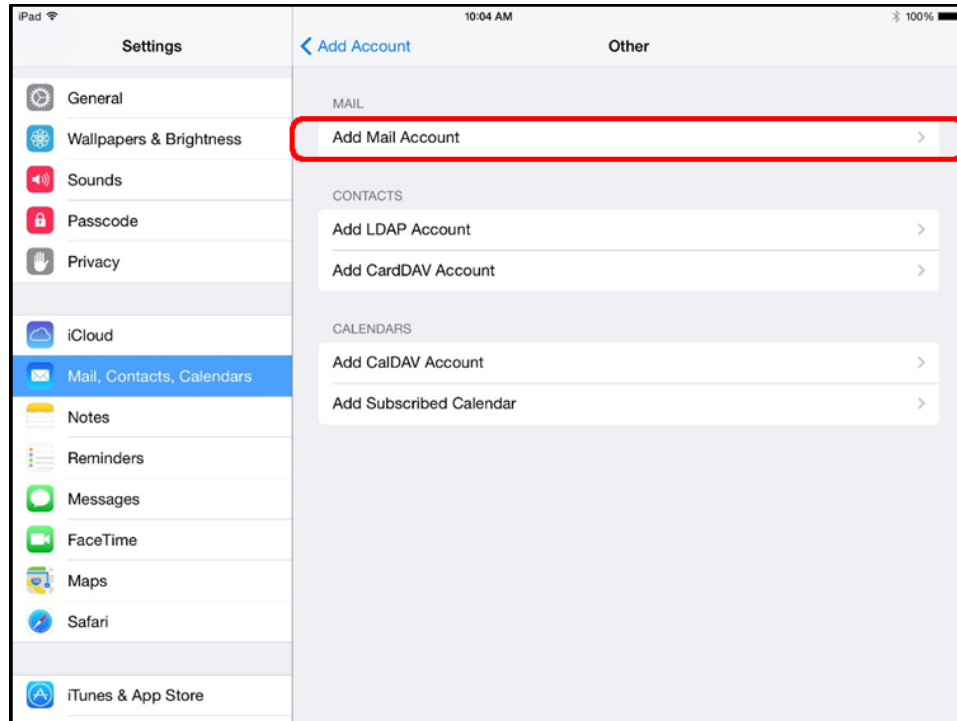 iPad 10:04 AM 100%
Settings
General
Wallpapers & Brightness
Sounds
Passcode
Privacy
iCloud
Mail, Contacts, Calendars
Notes
Reminders
Messages
FaceTime
Maps
Safari
iTunes & App Store
Add Account Other
MAIL
Add Mail Account
CONTACTS
Add LDAP Account
Add CardDAV Account
CALENDARS
Add CalDAV Account
Add Subscribed Calendar